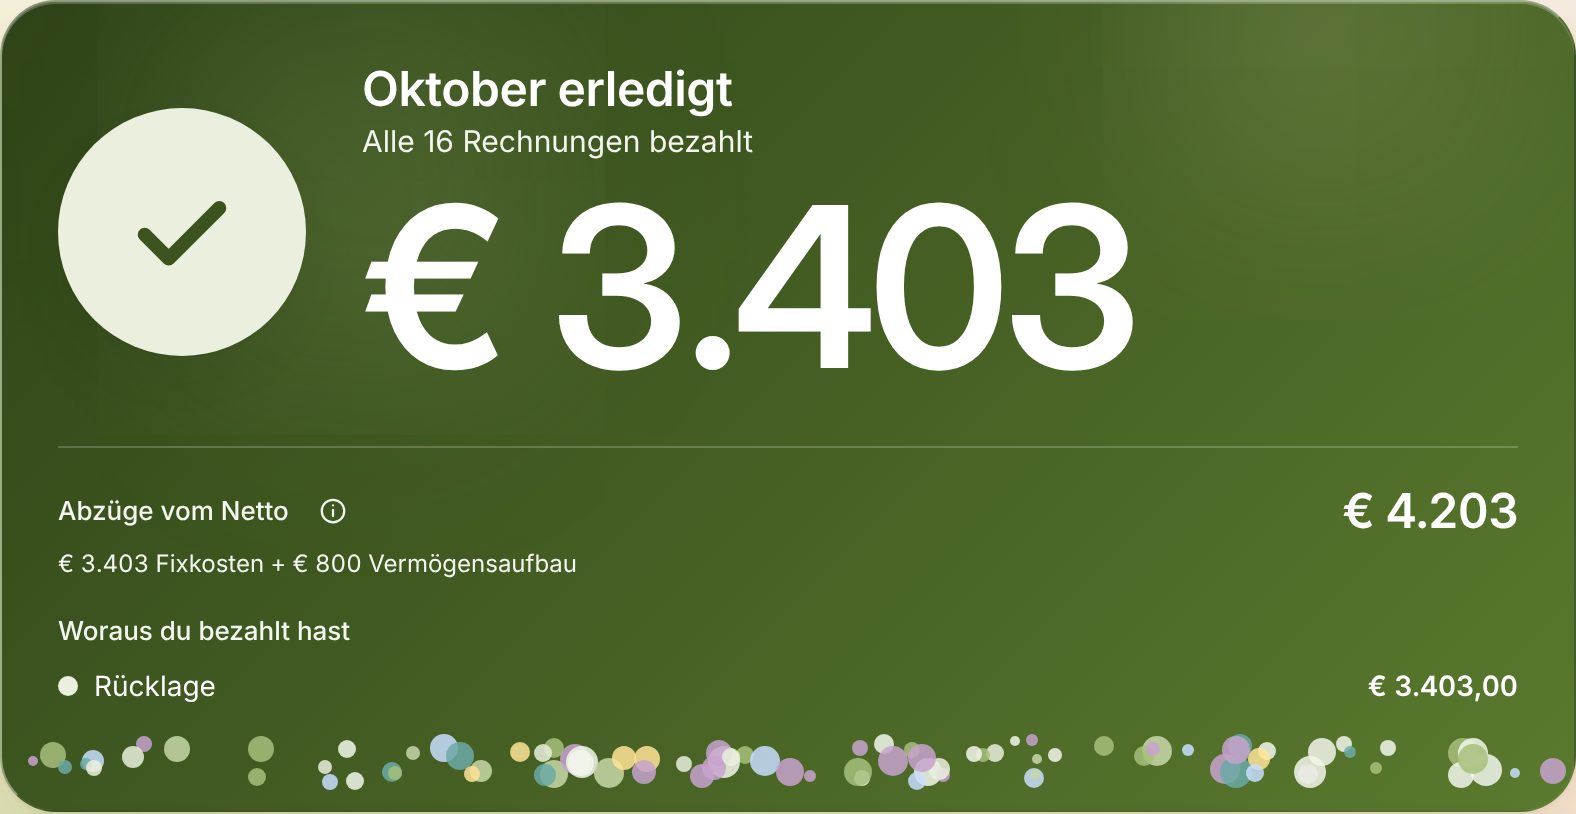 Oktober erledigt
Alle 16 Rechnungen bezahlt
€ 3.403
Abzüge vom Netto
€ 4.203
€ 3.403 Fixkosten + € 800 Vermögensaufbau
Woraus du bezahlt hast
Rücklage
€ 3.403,00